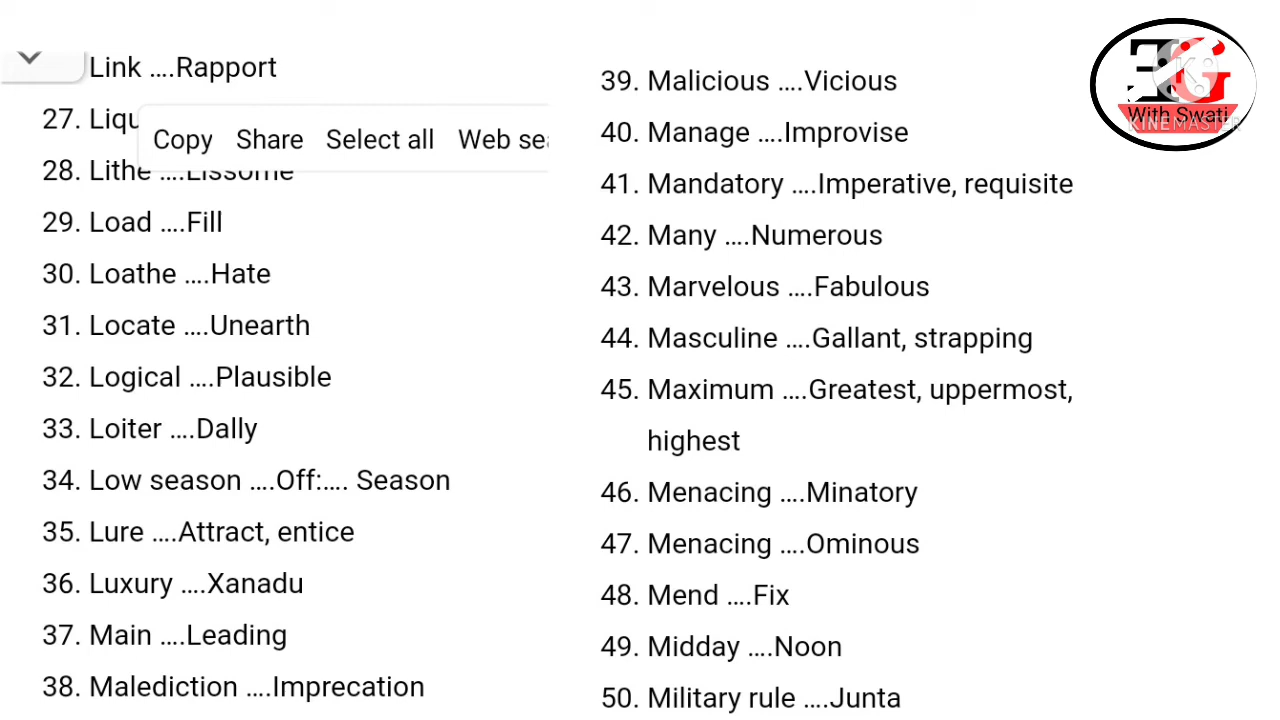 Link ....Rapport
27. Liqu
Copy Share Select all Web sea
28. Lithe ....Lissome
29. Load ....Fill
30. Loathe ....Hate
31. Locate ....Unearth
32. Logical ....Plausible
33. Loiter ....Dally
34. Low season ....Off:.... Season
35. Lure ....Attract, entice
36. Luxury ....Xanadu
37. Main ....Leading
38. Malediction ....Imprecation
39. Malicious ....Vicious
40. Manage ....Improvise
41. Mandatory ....Imperative, requisite
42. Many ....Numerous
43. Marvelous ....Fabulous
44. Masculine ....Gallant, strapping
45. Maximum ....Greatest, uppermost,
highest
46. Menacing ....Minatory
47. Menacing ....Ominous
48. Mend ....Fix
49. Midday ....Noon
50. Military rule ....Junta
EG
With Swati
KINEMASTER